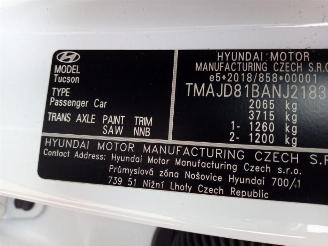 HYUNDAI MOTOR
MANUFACTURING CZECH S.r.o.
e5*2018/858*00001
MODEL
Tucson
TMAJD81BANJ2183
TYPE
Passenger Car
2065 kg
3715 kg
TRANS AXLE PAINT TRIM
1- 1260 kg
SAW NNB
2- 1200 kg
HYUNDAI MOTOR MANUFACTURING CZECH S
Contact Address : Hyundai Motor Manufacturing Czech s.r.o.
Průmyslová zóna Nošovice Hyundai 700/1
739 51 Nižní Lhoty Czech Republic